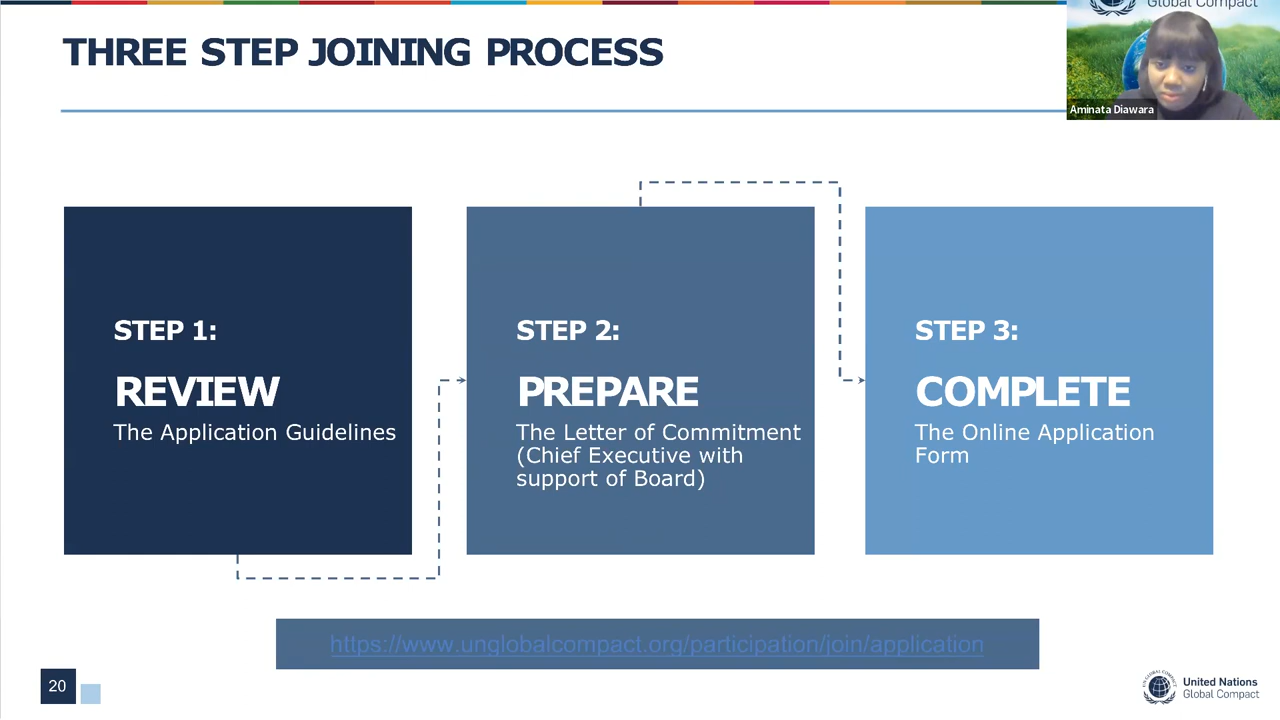 THREE STEP JOINING PROCESS
Global Compact
Aminata Diawara
STEP 1:
REVIEW
The Application Guidelines
STEP 2:
PREPARE
The Letter of Commitment
(Chief Executive with
support of Board)
STEP 3:
COMPLETE
The Online Application
Form
https://www.unglobalcompact.org/participation/join/application
20
United Nations
Global Compact